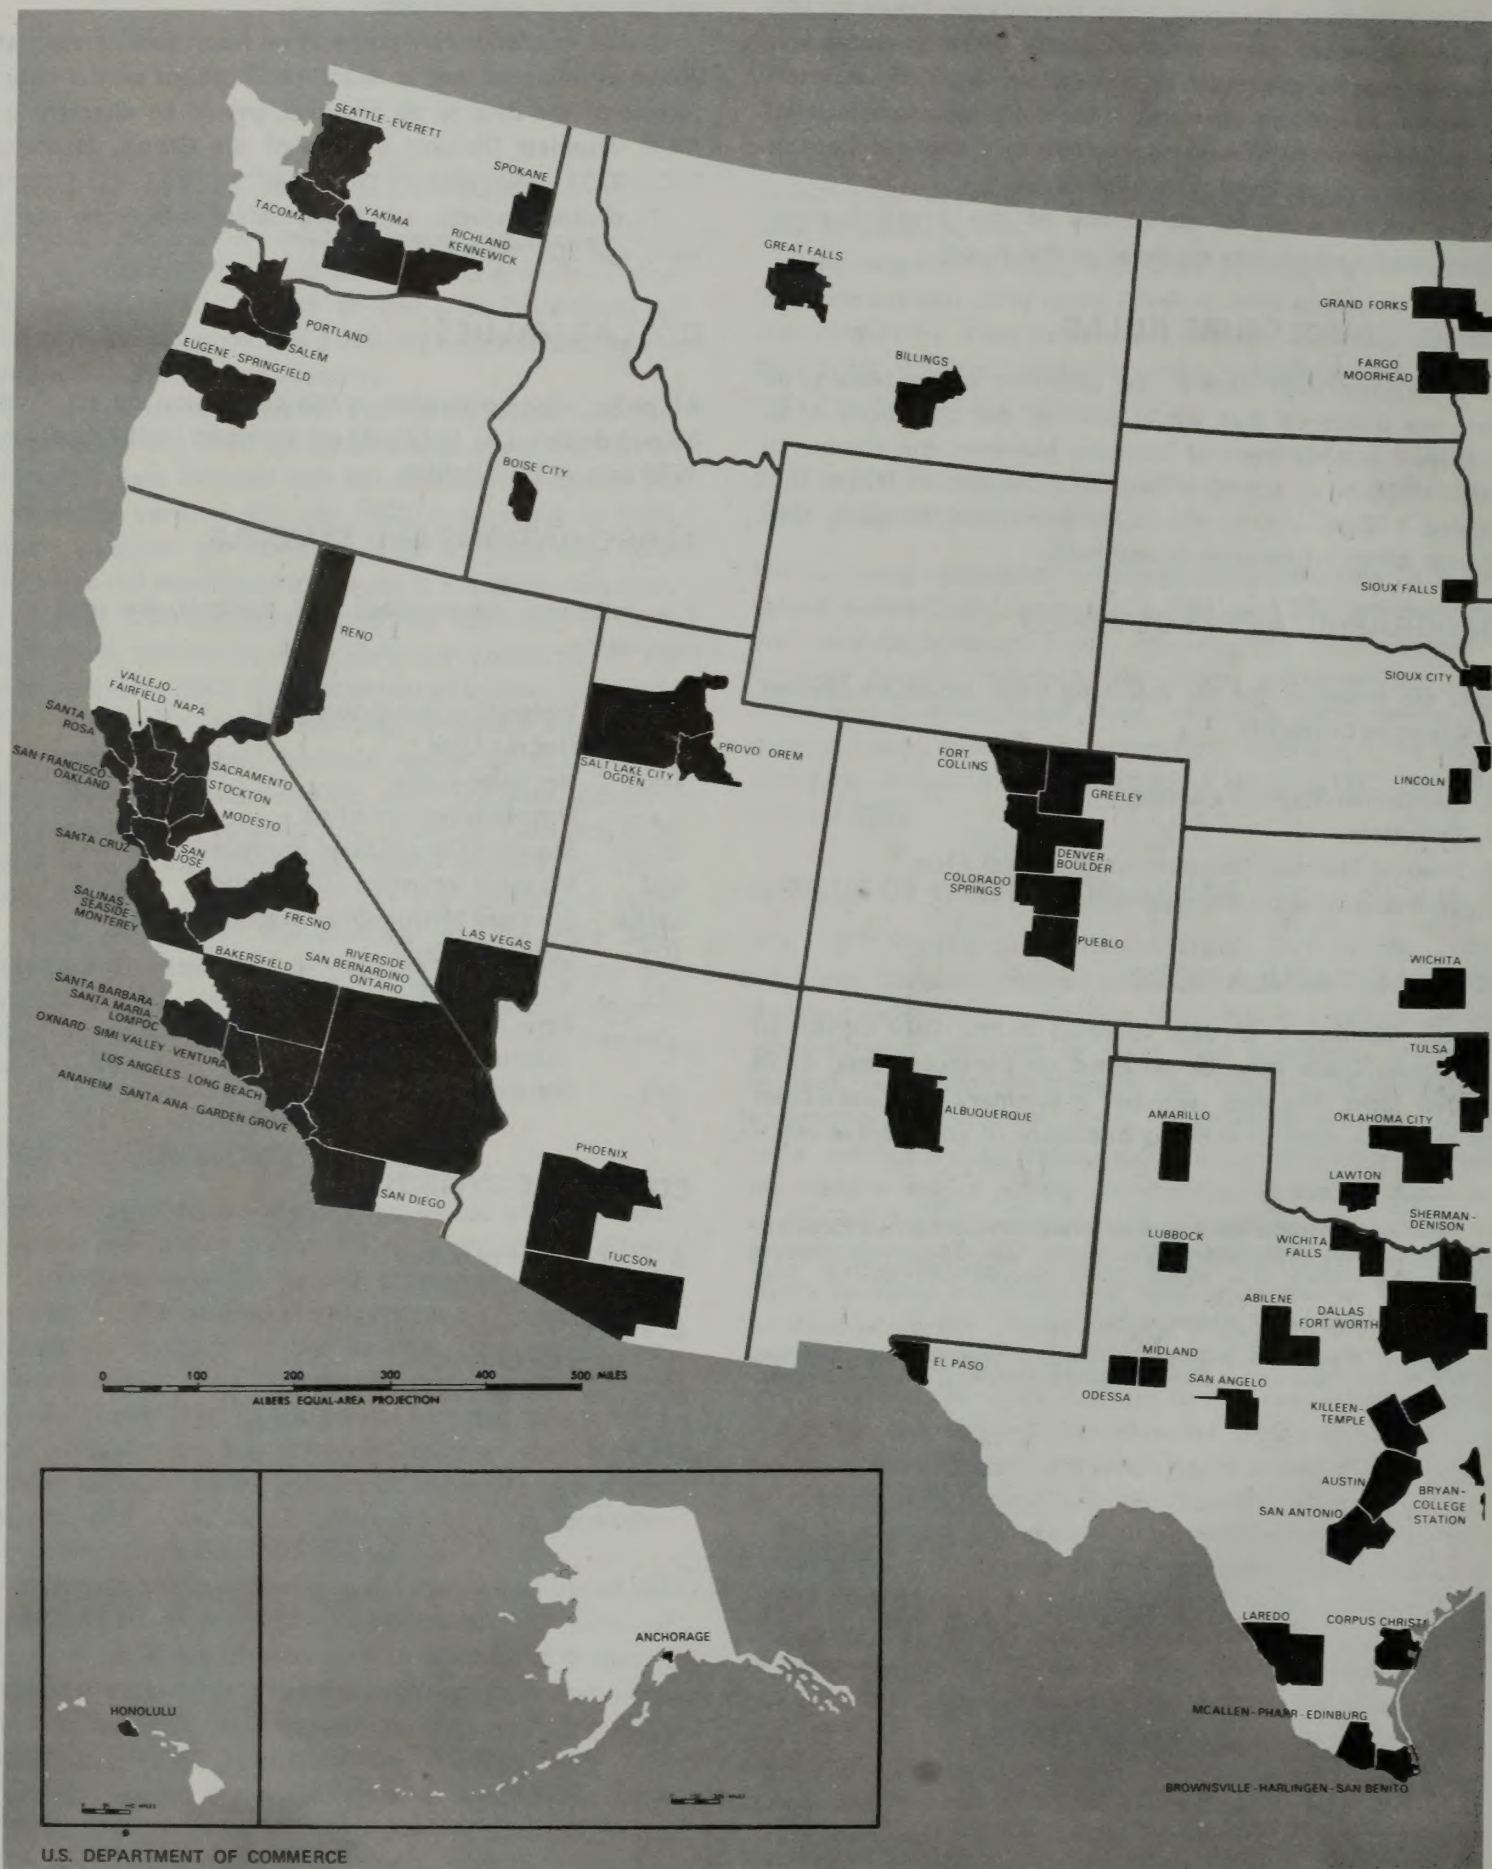 SEATTLE-EVERETT
SPOKANE
TACOMA
YAKIMA
RICHLAND
KENNEWICK
GREAT FALLS
GRAND FORKS
PORTLAND
SALEM
EUGENE-SPRINGFIELD
BILLINGS
FARGO
MOORHEAD
BOISE CITY
SIOUX FALLS
RENO
SIOUX CITY
VALLEJO-
FAIRFIELD NAPA
SANTA
ROSA
SAN FRANCISCO-
OAKLAND
SACRAMENTO
STOCKTON
MODESTO
SANTA CRUZ
SAN
JOSE
SALT LAKE CITY
OGDEN
PROVO OREM
FORT
COLLINS
GREELEY
LINCOLN
DENVER
BOULDER
COLORADO
SPRINGS
PUEBLO
SALINAS-
SEASIDE-
MONTEREY
FRESNO
LAS VEGAS
BAKERSFIELD
RIVERSIDE
SAN BERNARDINO
ONTARIO
WICHITA
SANTA BARBARA-
SANTA MARIA-
LOMPOC
OXNARD SIMI VALLEY-VENTURA
LOS ANGELES LONG BEACH
ANAHEIM SANTA ANA-GARDEN GROVE
SAN DIEGO
TULSA
ALBUQUERQUE
AMARILLO
OKLAHOMA CITY
PHOENIX
LAWTON
SHERMAN-
DENISON
TUCSON
LUBBOCK
WICHITA
FALLS
ABILENE
DALLAS
FORT WORTH
EL PASO
MIDLAND
ODESSA
SAN ANGELO
KILLEEN-
TEMPLE
0 100 200 300 400 500 MILES
ALBERS EQUAL-AREA PROJECTION
AUSTIN
BRYAN-
COLLEGE
STATION
SAN ANTONIO
LAREDO
CORPUS CHRISTI
ANCHORAGE
HONOLULU
MCALLEN-PHARR-EDINBURG
BROWNSVILLE-HARLINGEN-SAN BENITO
U.S. DEPARTMENT OF COMMERCE